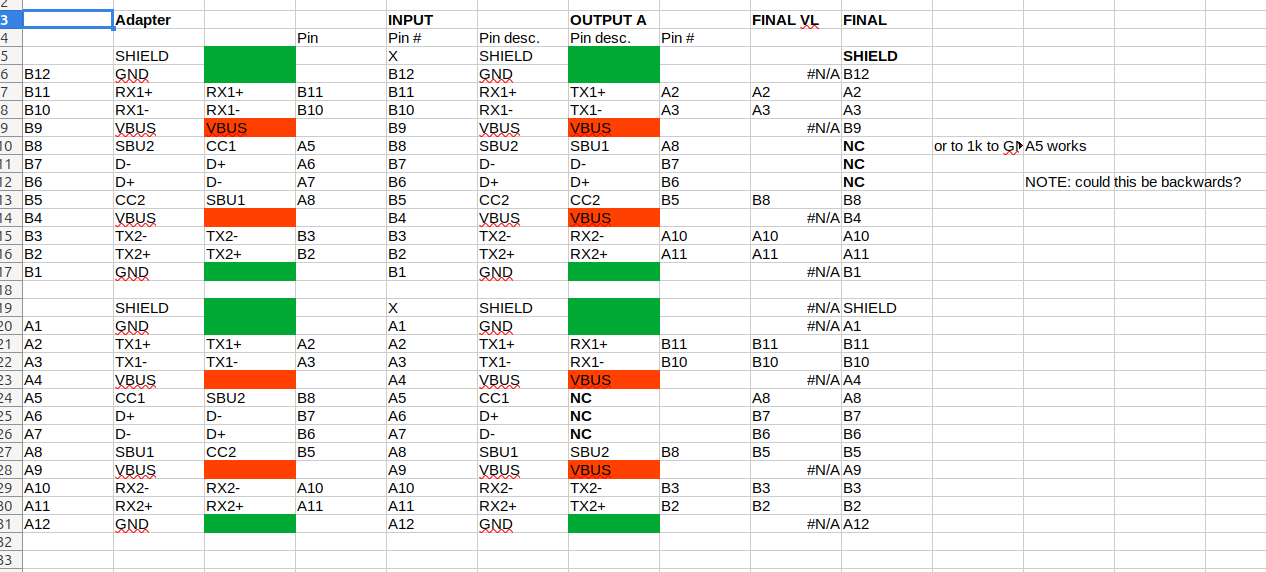 2
3 Adapter INPUT OUTPUT A FINAL VL FINAL
4 Pin Pin # Pin desc. Pin desc. Pin #
5 SHIELD X SHIELD SHIELD
6 B12 GND B12 GND #N/A B12
7 B11 RX1+ RX1+ B11 B11 RX1+ TX1+ A2 A2 A2
8 B10 RX1- RX1- B10 B10 RX1- TX1- A3 A3 A3
9 B9 VBUS VBUS B9 VBUS VBUS #N/A B9
10 B8 SBU2 CC1 A5 B8 SBU2 SBU1 A8 NC or to 1k to A5 works
11 B7 D- D+ A6 B7 D- D- B7 NC
12 B6 D+ D- A7 B6 D+ D+ B6 NC NOTE: could this be backwards?
13 B5 CC2 SBU1 A8 B5 CC2 CC2 B5 B8 B8
14 B4 VBUS B4 VBUS VBUS #N/A B4
15 B3 TX2- TX2- B3 B3 TX2- RX2- A10 A10 A10
16 B2 TX2+ TX2+ B2 B2 TX2+ RX2+ A11 A11 A11
17 B1 GND B1 GND #N/A B1
18
19 SHIELD X SHIELD #N/A SHIELD
20 A1 GND A1 GND #N/A A1
21 A2 TX1+ TX1+ A2 A2 TX1+ RX1+ B11 B11 B11
22 A3 TX1- TX1- A3 A3 TX1- RX1- B10 B10 B10
23 A4 VBUS A4 VBUS VBUS #N/A A4
24 A5 CC1 SBU2 B8 A5 CC1 NC A8 A8
25 A6 D+ D- B7 A6 D+ NC B7 B7
26 A7 D- D+ B6 A7 D- NC B6 B6
27 A8 SBU1 CC2 B5 A8 SBU1 SBU2 B8 B5 B5
28 A9 VBUS A9 VBUS VBUS #N/A A9
29 A10 RX2- RX2- A10 A10 RX2- TX2- B3 B3 B3
30 A11 RX2+ RX2+ A11 A11 RX2+ TX2+ B2 B2 B2
31 A12 GND A12 GND #N/A A12
32
33